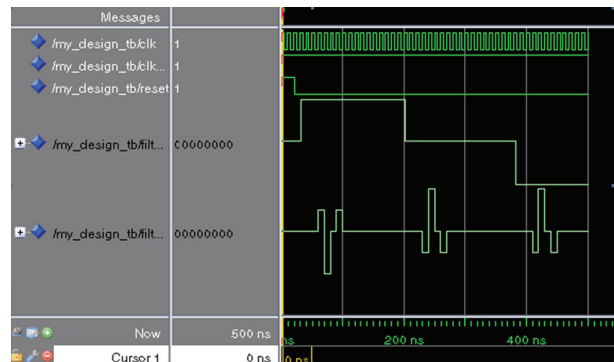 Messages
/my_design_tb/clk 1
/my_design_tb/clk... 1
/my_design_tb/reset 1
/my_design_tb/filt... 00000000
/my_design_tb/filt... 00000000
Now 500 ns
ns 200 ns 400 ns
Cursor 1 0 ns 0 ns